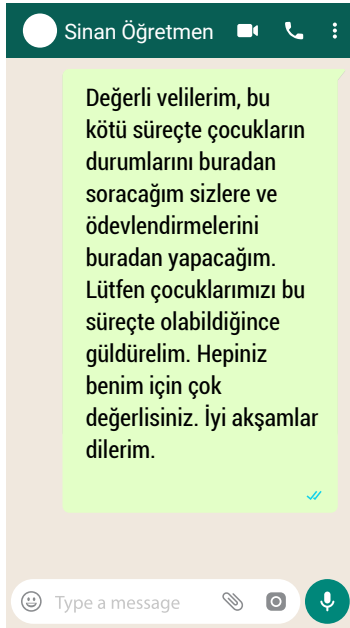 Sinan Öğretmen
Değerli velilerim, bu
kötü süreçte çocukların
durumlarını buradan
soracağım sizlere ve
ödevlendirmelerini
buradan yapacağım.
Lütfen çocuklarımızı bu
süreçte olabildiğince
güldürelim. Hepiniz
benim için çok
değerlisiniz. İyi akşamlar
dilerim.
Type a message